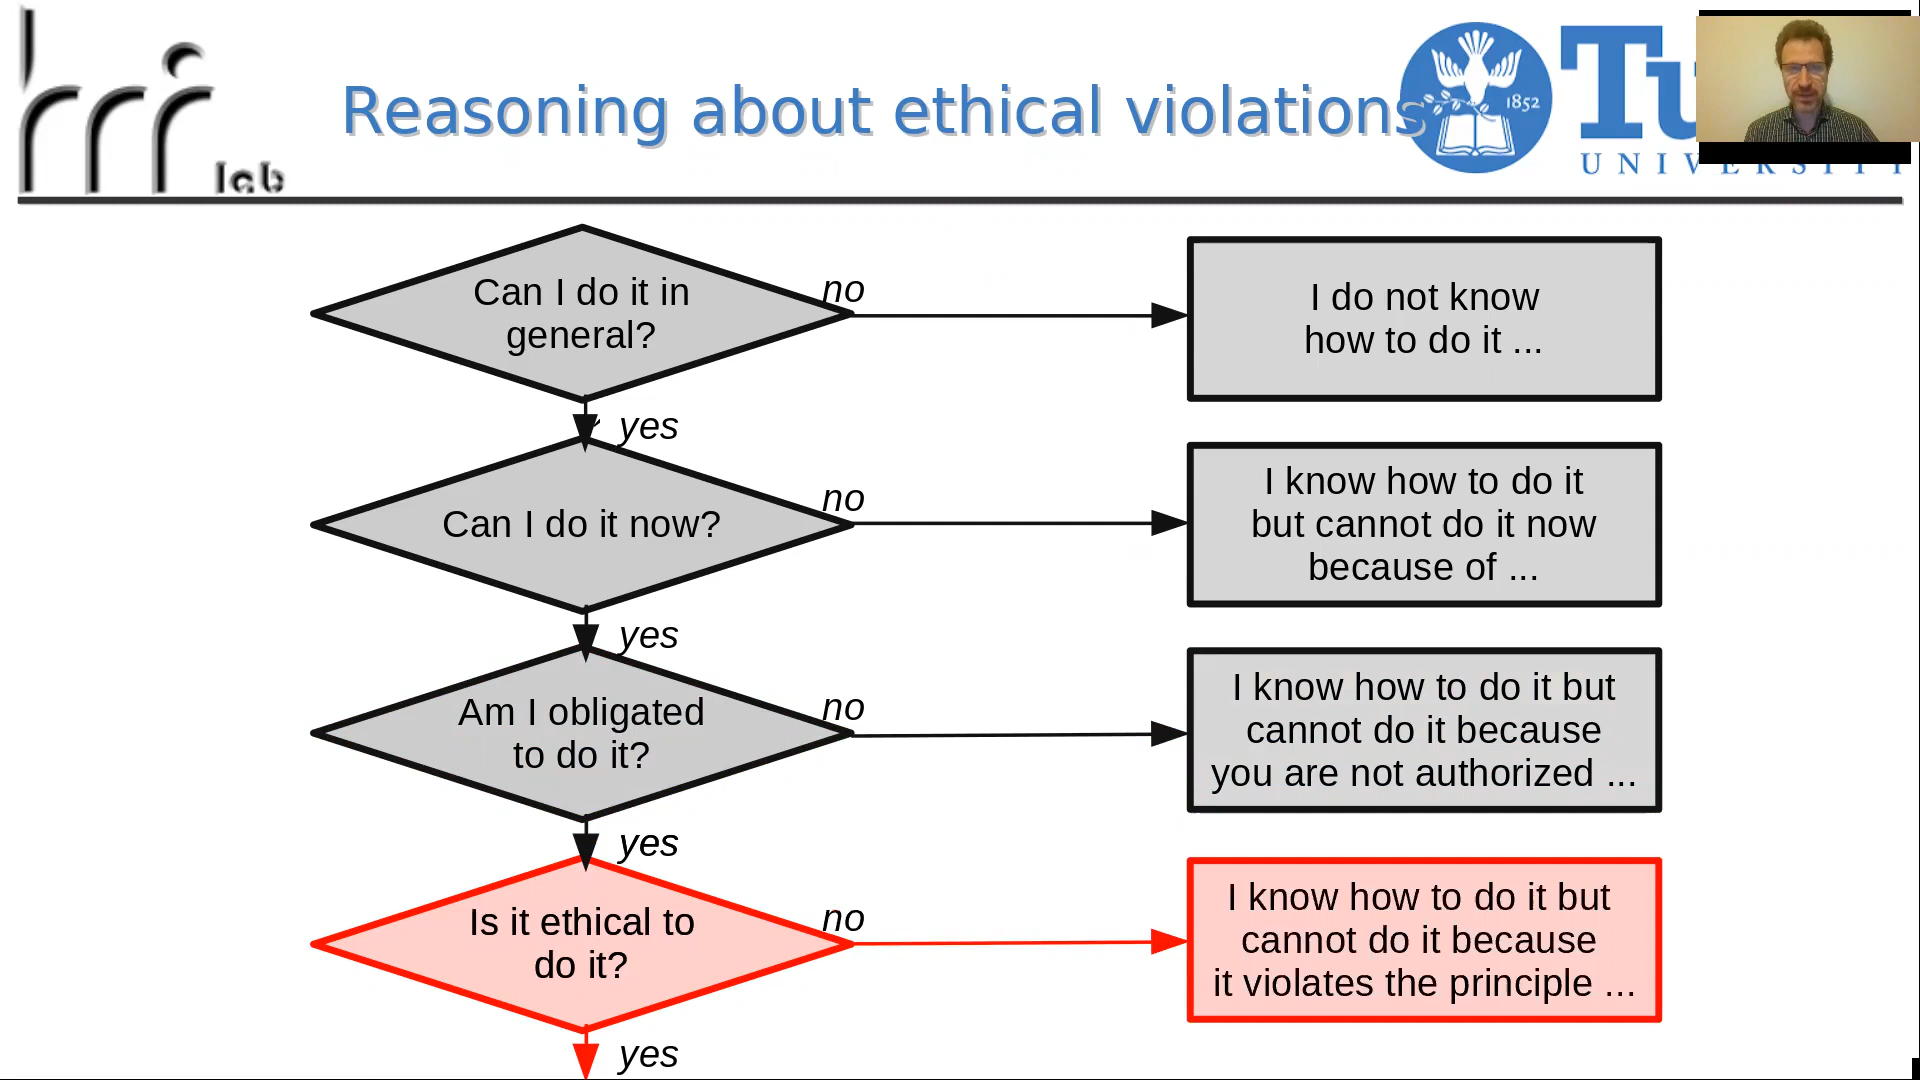 hrr lab
Reasoning about ethical violations
1852
Tu
UNIVERSITY
Can I do it in
general?
no
I do not know
how to do it ...
yes
Can I do it now?
no
I know how to do it
but cannot do it now
because of ...
yes
Am I obligated
to do it?
no
I know how to do it but
cannot do it because
you are not authorized ...
yes
Is it ethical to
do it?
no
I know how to do it but
cannot do it because
it violates the principle ...
yes